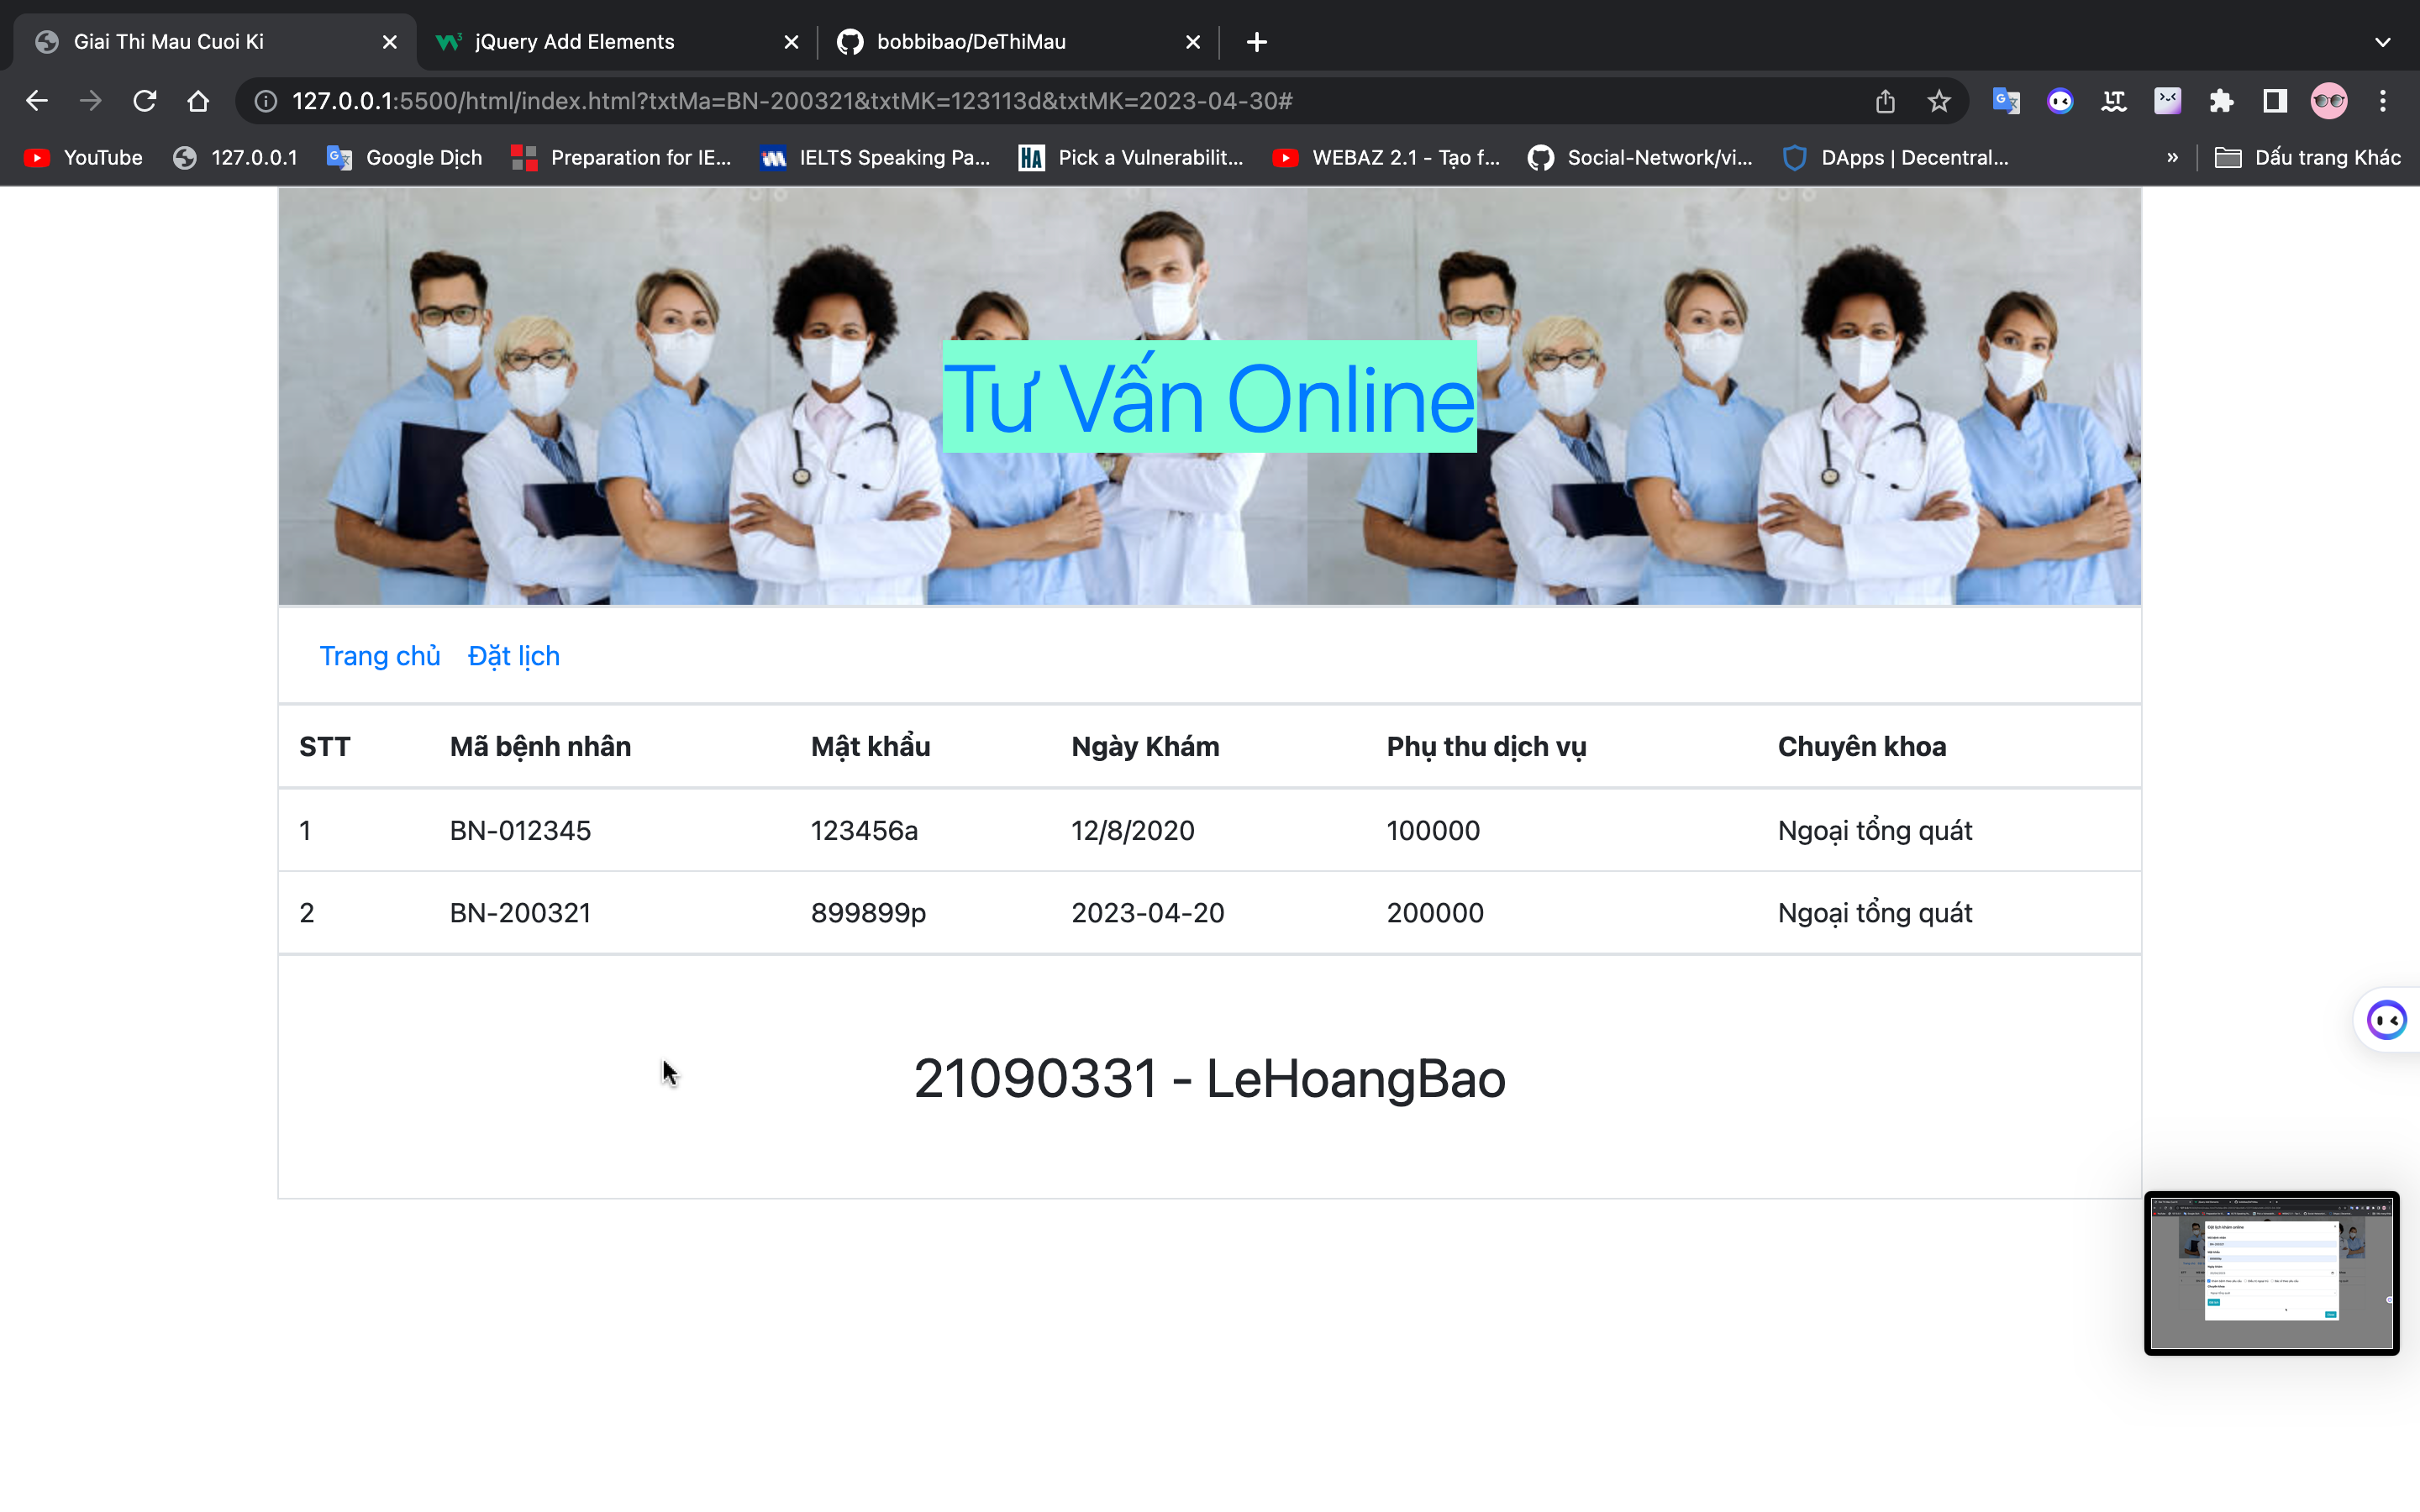 Giai Thi Mau Cuoi Ki
jQuery Add Elements
bobbibao/DeThiMau
127.0.0.1:5500/html/index.html?txtMa=BN-200321&txtMK=123113d&txtMK=2023-04-30#
YouTube 127.0.0.1 Google Dịch Preparation for IE... IELTS Speaking Pa... HA Pick a Vulnerabilit... WEBAZ 2.1 - Tạo f... Social-Network/vi... DApps | Decentral... » Dấu trang Khác
Tư Vấn Online
Trang chủ Đặt lịch
STT Mã bệnh nhân Mật khẩu Ngày Khám Phụ thu dịch vụ Chuyên khoa
1 BN-012345 123456a 12/8/2020 100000 Ngoại tổng quát
2 BN-200321 899899p 2023-04-20 200000 Ngoại tổng quát
21090331 - LeHoangBao